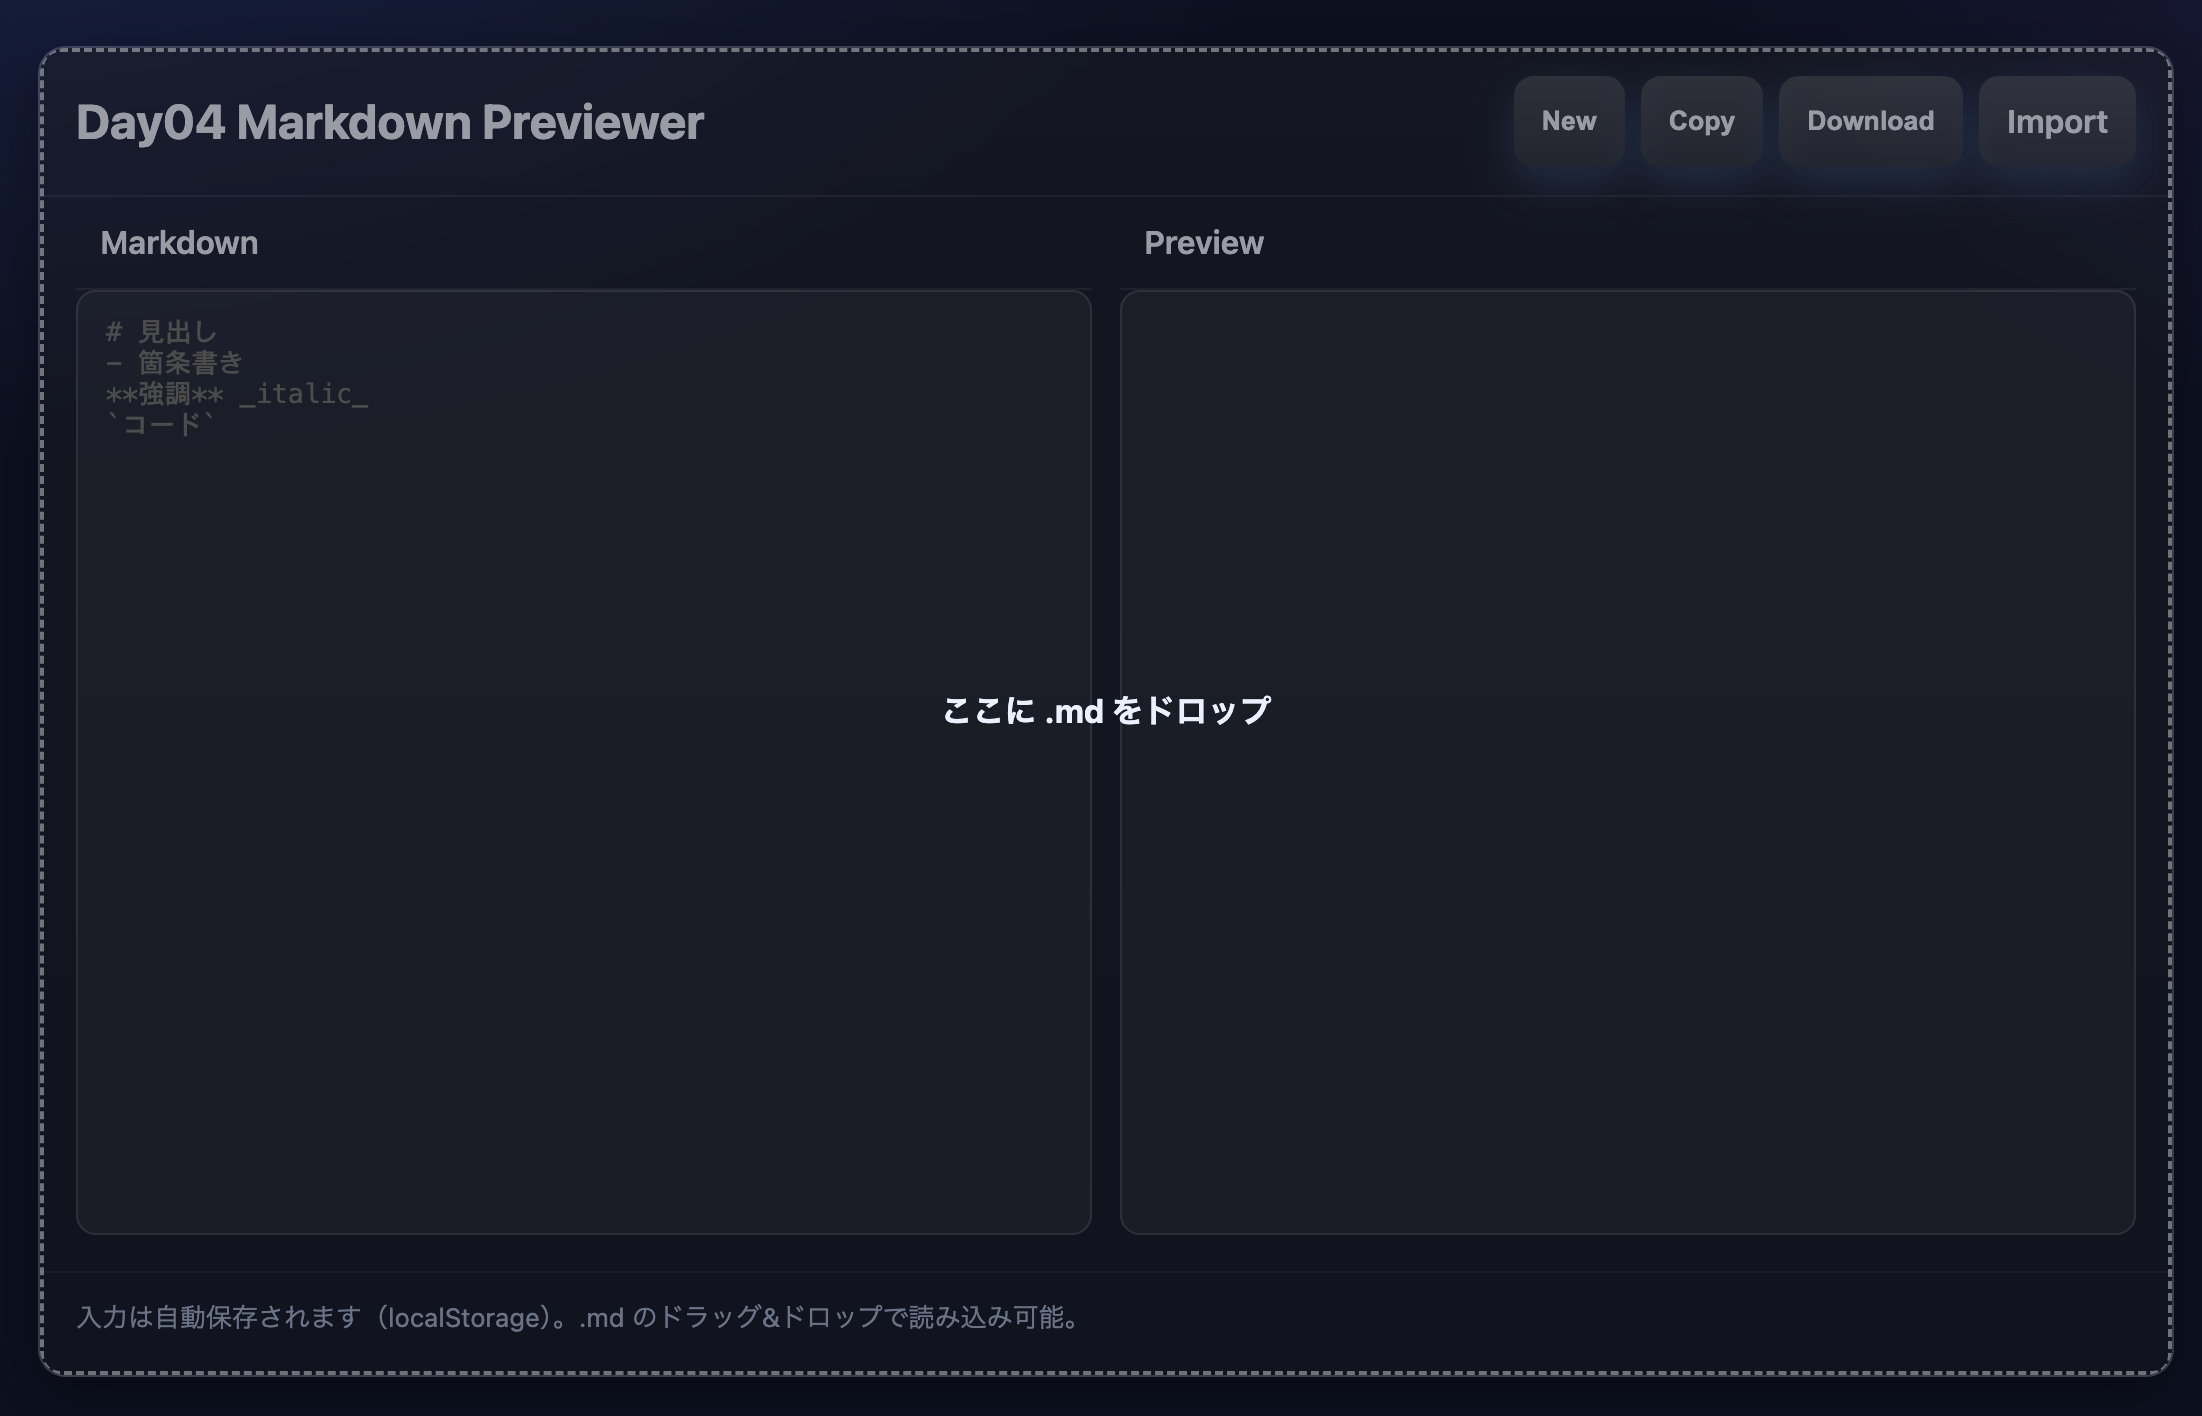 Day04 Markdown Previewer
New
Copy
Download
Import
Markdown
Preview
# 見出し
- 箇条書き
**強調** _italic_
`コード`
ここに .md をドロップ
入力は自動保存されます（localStorage）。.md のドラッグ&ドロップで読み込み可能。